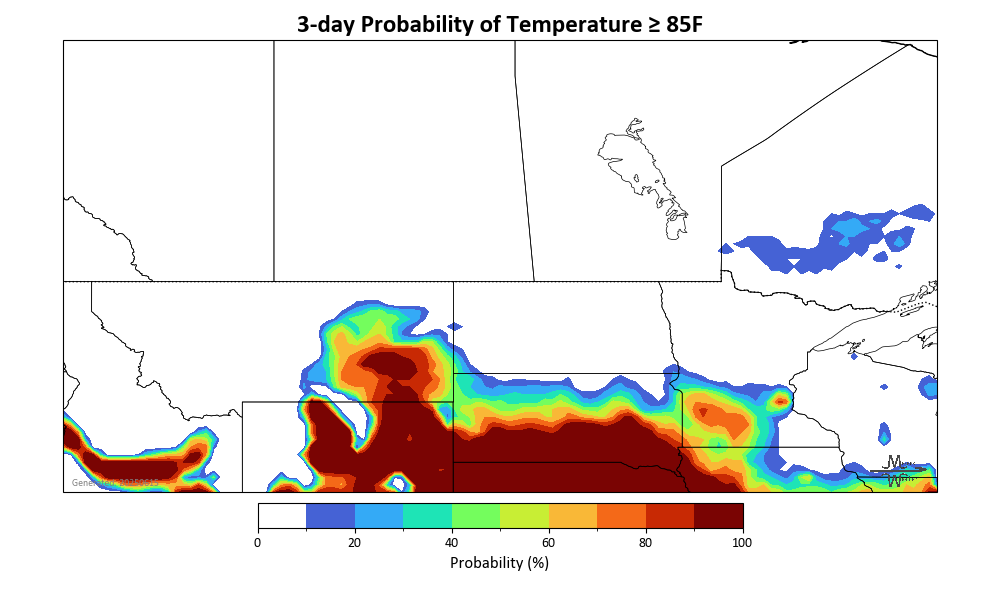 3-day Probability of Temperature ≥ 85F
M
W
0 20 40 60 80 100
Probability (%)